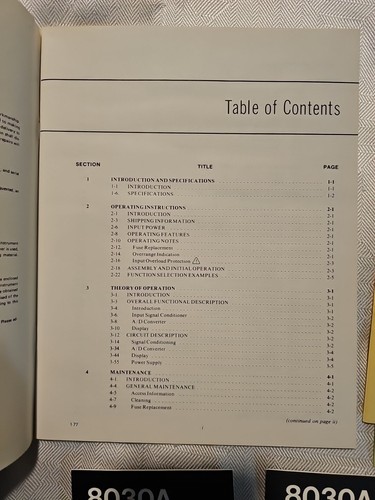 Table of Contents
SECTION TITLE PAGE
1 INTRODUCTION AND SPECIFICATIONS 1-1
1-1 INTRODUCTION 1-1
1-6 SPECIFICATIONS 1-2
2 OPERATING INSTRUCTIONS 2-1
2-1 INTRODUCTION 2-1
2-3 SHIPPING INFORMATION 2-1
2-6 INPUT POWER 2-1
2-8 OPERATING FEATURES 2-1
2-10 OPERATING NOTES 2-1
2-12 Fuse Replacement 2-1
2-14 Overrange Indication 2-1
2-16 Input Overload Protection
2-18 ASSEMBLY AND INITIAL OPERATION
2-22 FUNCTION SELECTION EXAMPLES
3 THEORY OF OPERATION 3-1
3-1 INTRODUCTION 3-1
3-3 OVERALL FUNCTIONAL DESCRIPTION 3-1
3-4 Introduction 3-1
3-6 Input Signal Conditioner
3-8 A/D Converter 3-2
3-10 Display 3-2
3-12 CIRCUIT DESCRIPTION 3-2
3-14 Signal Conditioning 3-2
3-34 A/D Converter 3-4
3-44 Display 3-4
3-55 Power Supply 3-5
4 MAINTENANCE 4-1
4-1 INTRODUCTION 4-1
4-4 GENERAL MAINTENANCE 4-2
4-5 Access Information 4-2
4-7 Cleaning 4-2
4-9 Fuse Replacement 4-2
(continued on page ii)
1/77 i
8030A 8030A